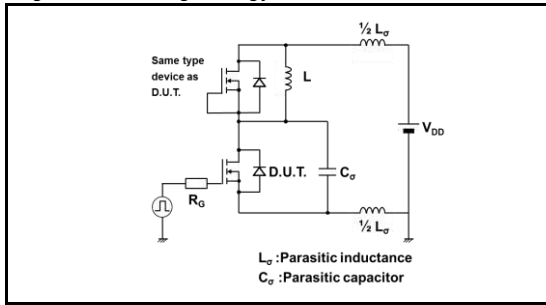 ½ Lσ
Same type
device as
D.U.T.
L
VDD
D.U.T.
Cσ
RG
½ Lσ
Lσ :Parasitic inductance
Cσ :Parasitic capacitor